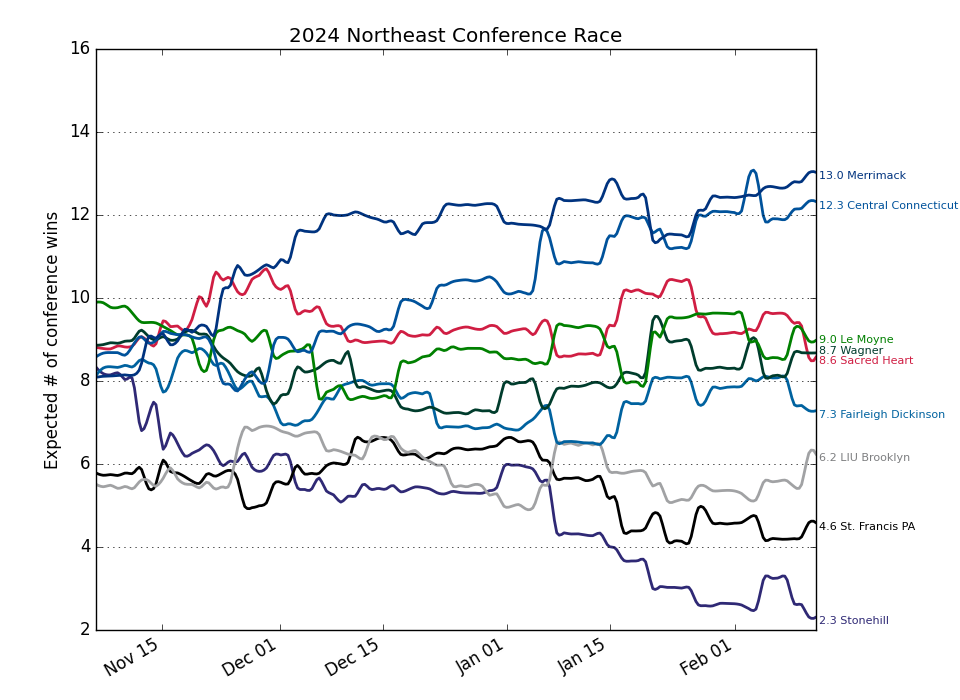 2024 Northeast Conference Race
Expected # of conference wins
16
14
12
10
8
6
4
2
Nov 15
Dec 01
Dec 15
Jan 01
Jan 15
Feb 01
13.0 Merrimack
12.3 Central Connecticut
9.0 Le Moyne
8.7 Wagner
8.6 Sacred Heart
7.3 Fairleigh Dickinson
6.2 LIU Brooklyn
4.6 St. Francis PA
2.3 Stonehill